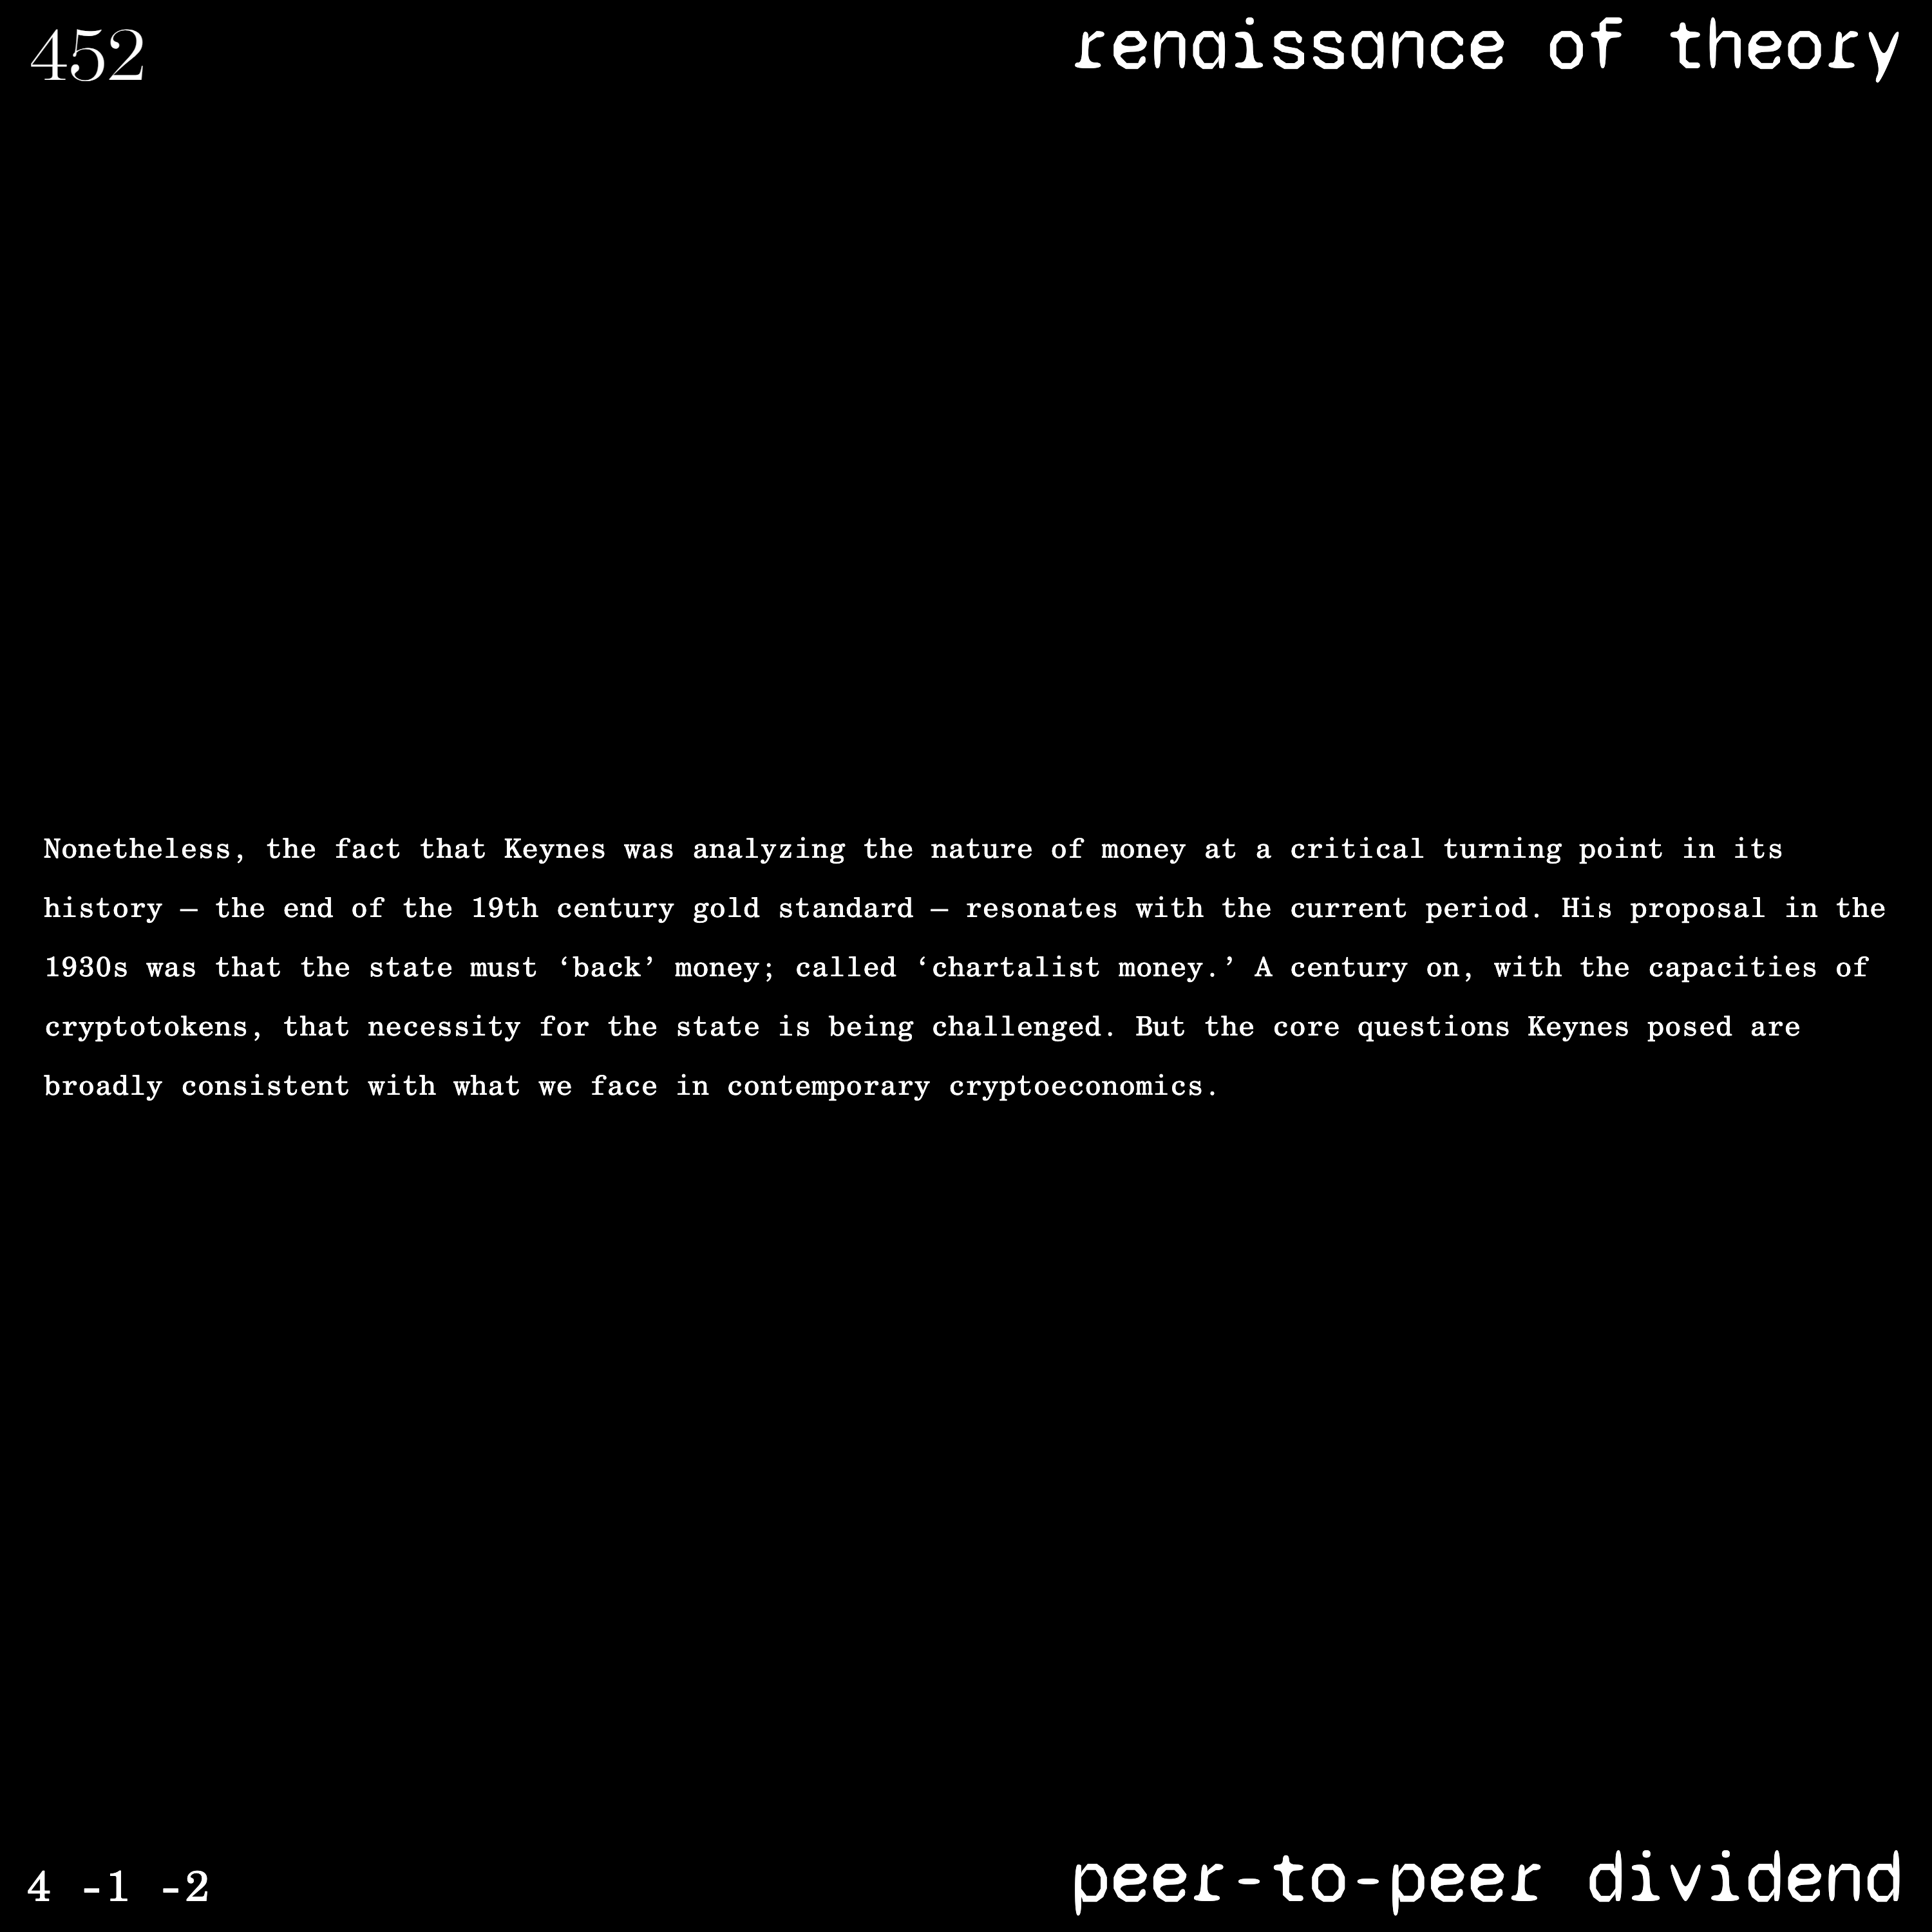 452
renaissance of theory
Nonetheless, the fact that Keynes was analyzing the nature of money at a critical turning point in its
history – the end of the 19th century gold standard – resonates with the current period. His proposal in the
1930s was that the state must ‘back’ money; called ‘chartalist money.’ A century on, with the capacities of
cryptotokens, that necessity for the state is being challenged. But the core questions Keynes posed are
broadly consistent with what we face in contemporary cryptoeconomics.
4 -1 -2
peer-to-peer dividend